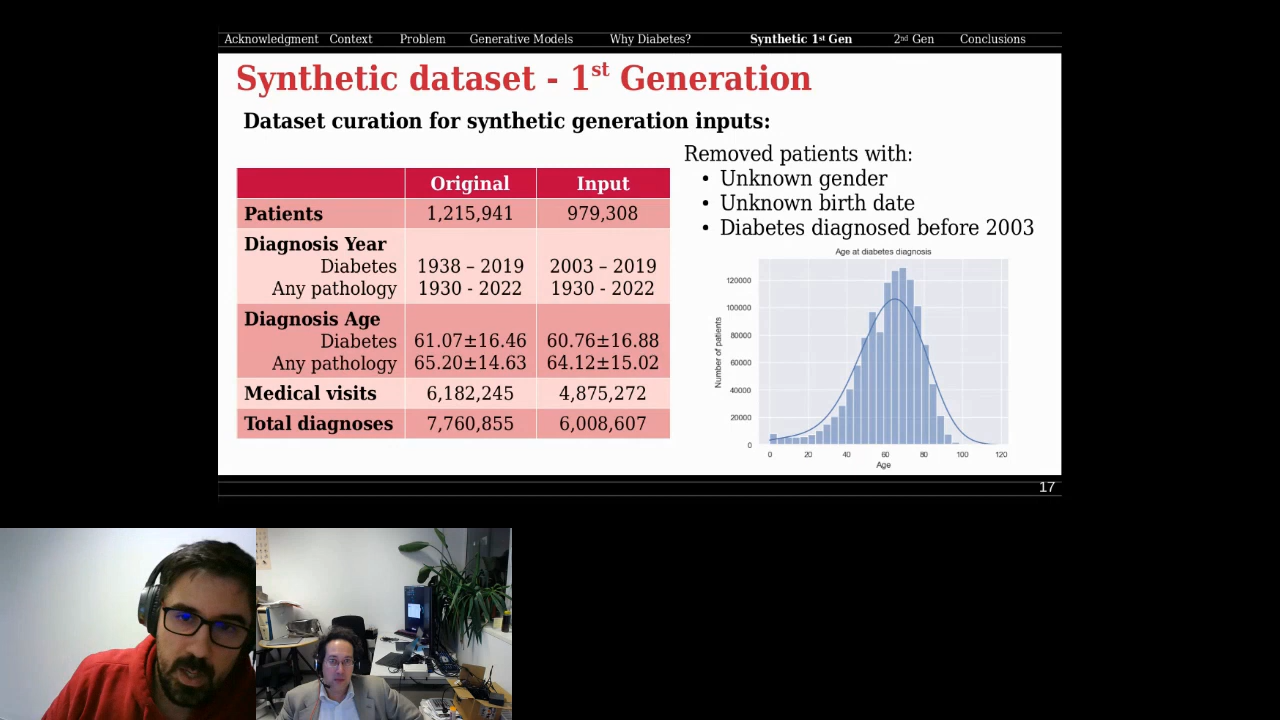 Acknowledgment Context Problem Generative Models Why Diabetes? Synthetic 1st Gen 2nd Gen Conclusions
Synthetic dataset - 1st Generation
Dataset curation for synthetic generation inputs:
Original Input
Patients 1,215,941 979,308
Diagnosis Year
Diabetes 1938 – 2019 2003 – 2019
Any pathology 1930 - 2022 1930 - 2022
Diagnosis Age
Diabetes 61.07±16.46 60.76±16.88
Any pathology 65.20±14.63 64.12±15.02
Medical visits 6,182,245 4,875,272
Total diagnoses 7,760,855 6,008,607
Removed patients with:
• Unknown gender
• Unknown birth date
• Diabetes diagnosed before 2003
Age at diabetes diagnosis
Number of patients
120000
100000
80000
60000
40000
20000
0
0 20 40 60 80 100 120
Age
17